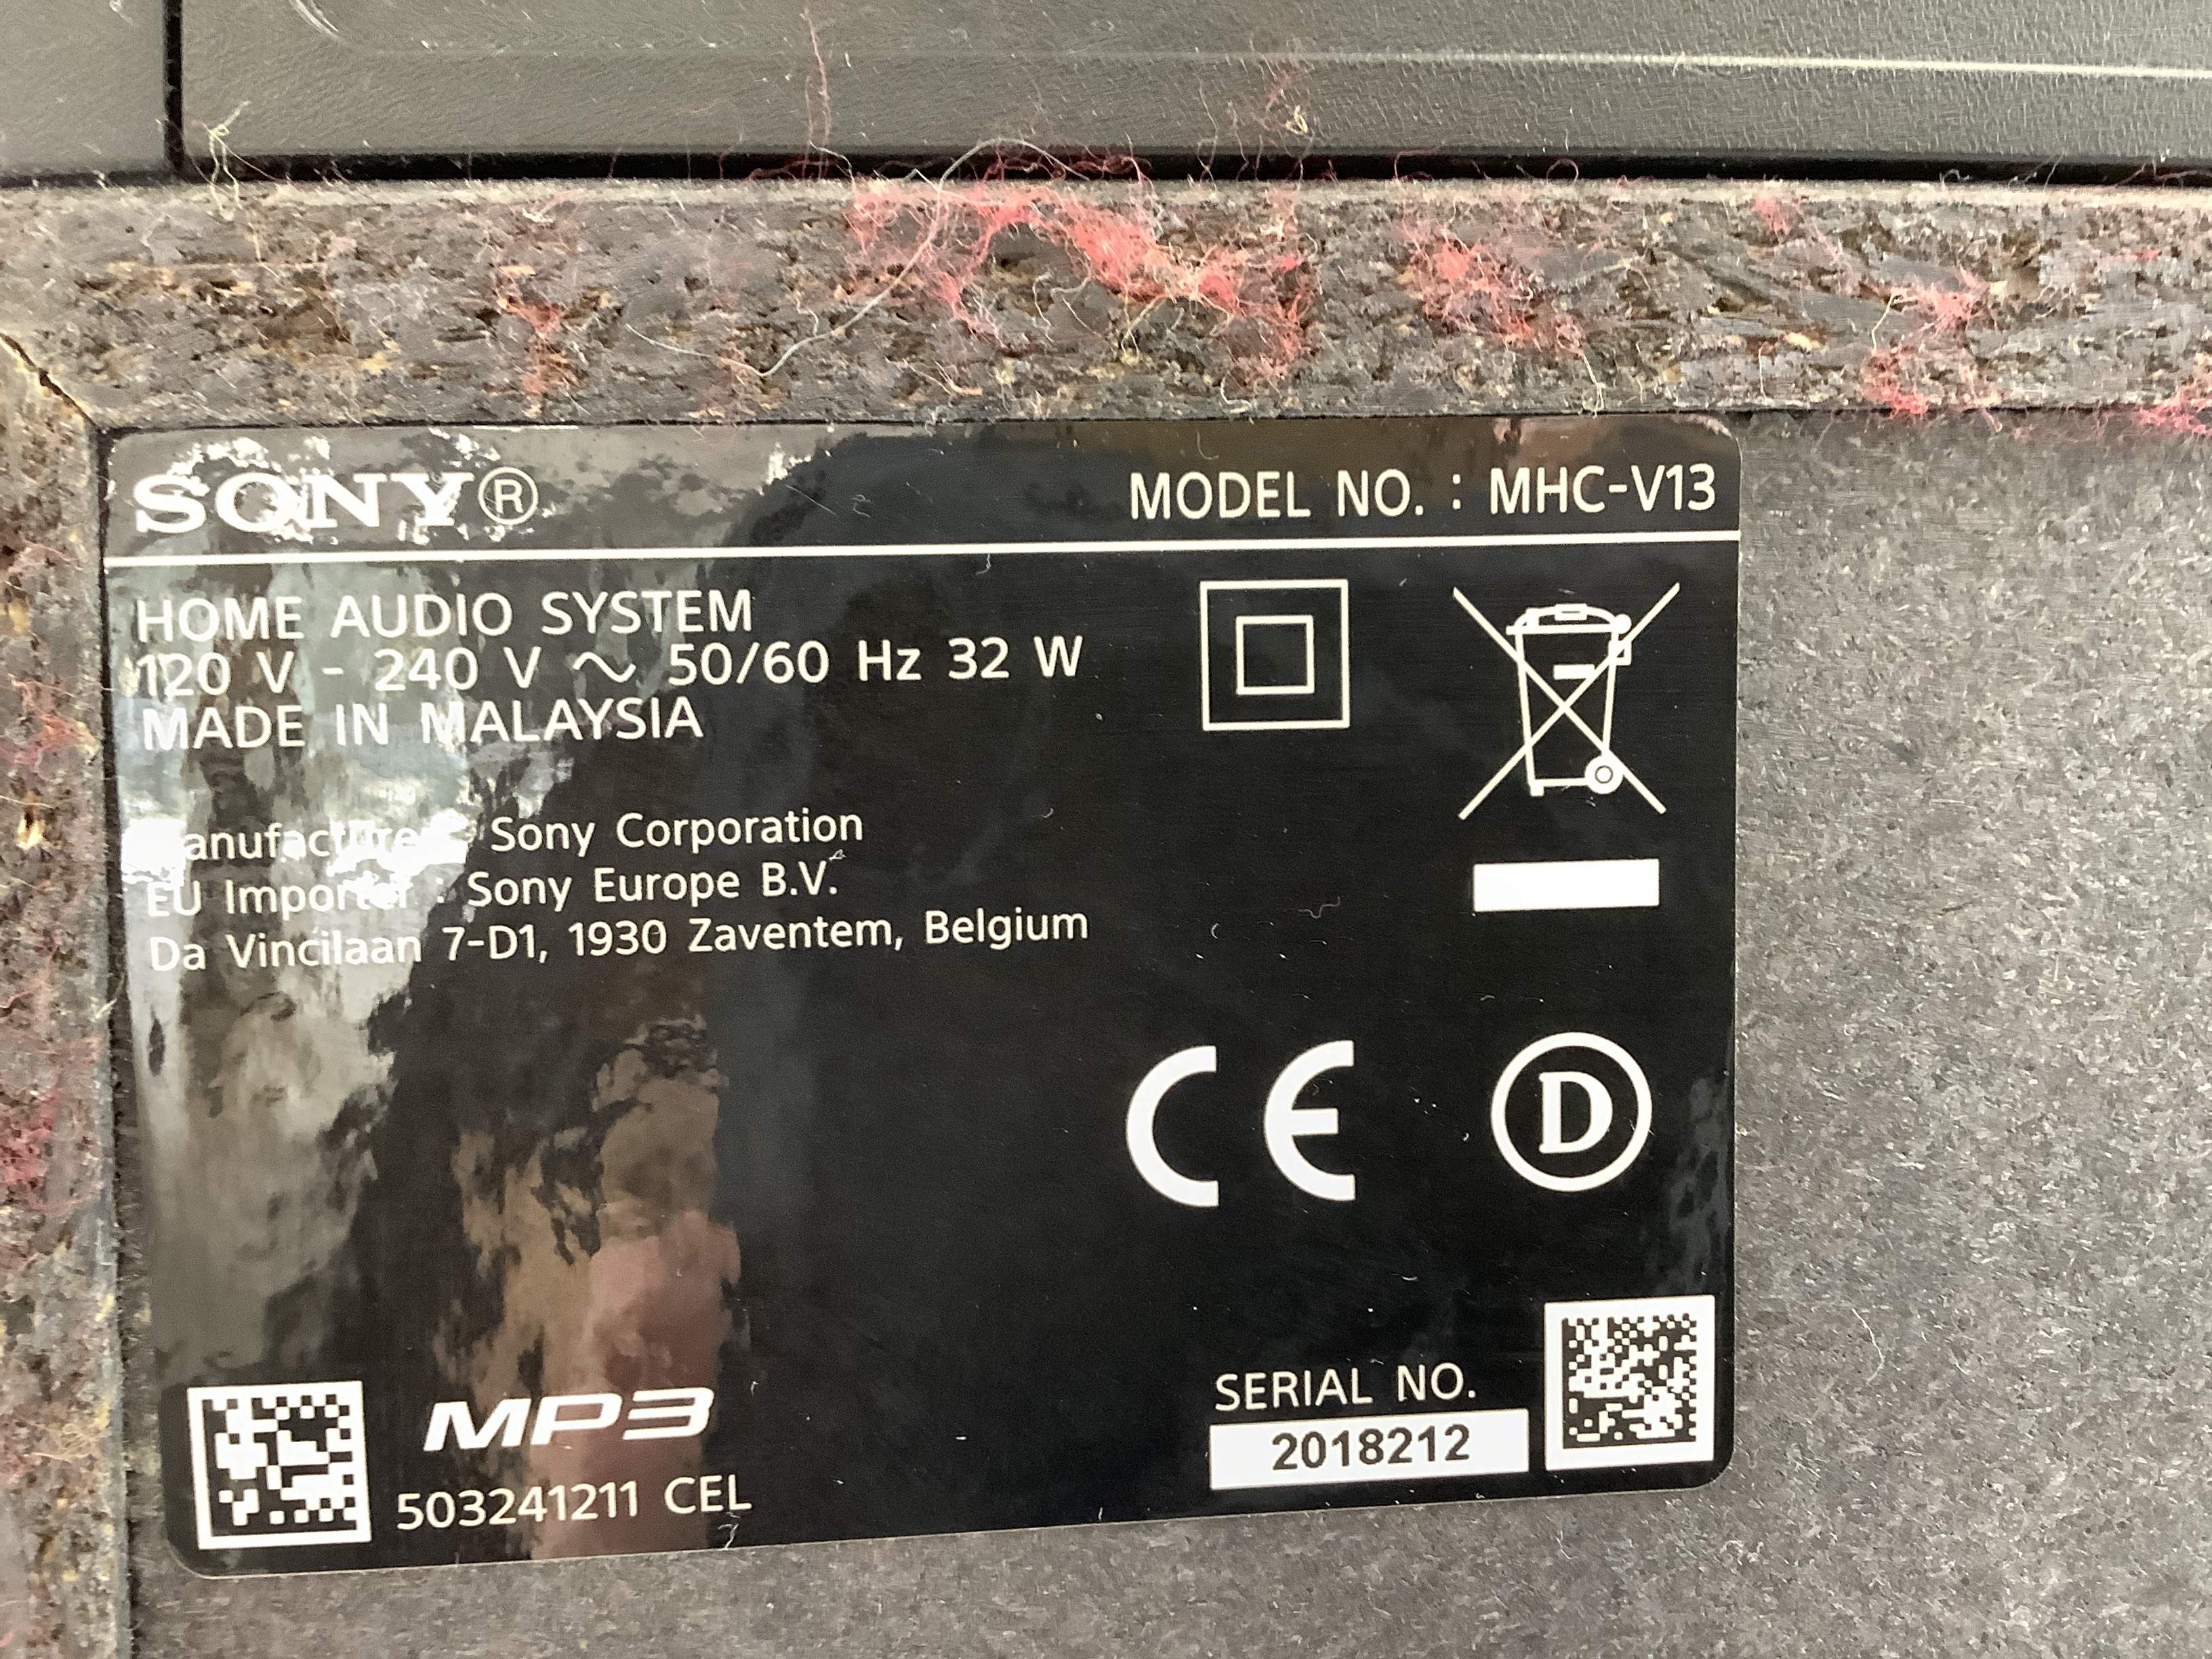 SONY®
MODEL NO. : MHC-V13
HOME AUDIO SYSTEM
120 V - 240 V ~ 50/60 Hz 32 W
MADE IN MALAYSIA
Manufacturer : Sony Corporation
EU Importer : Sony Europe B.V.
Da Vincilaan 7-D1, 1930 Zaventem, Belgium
CE
D
MP3
503241211 CEL
SERIAL NO.
2018212